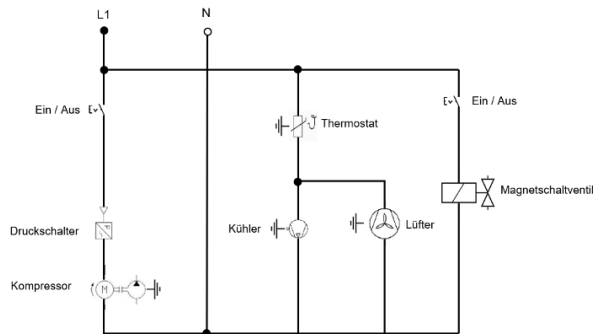 L1
N
Ein / Aus
Ein / Aus
Thermostat
Magnetschaltventil
Druckschalter
Kühler
Lüfter
Kompressor
M